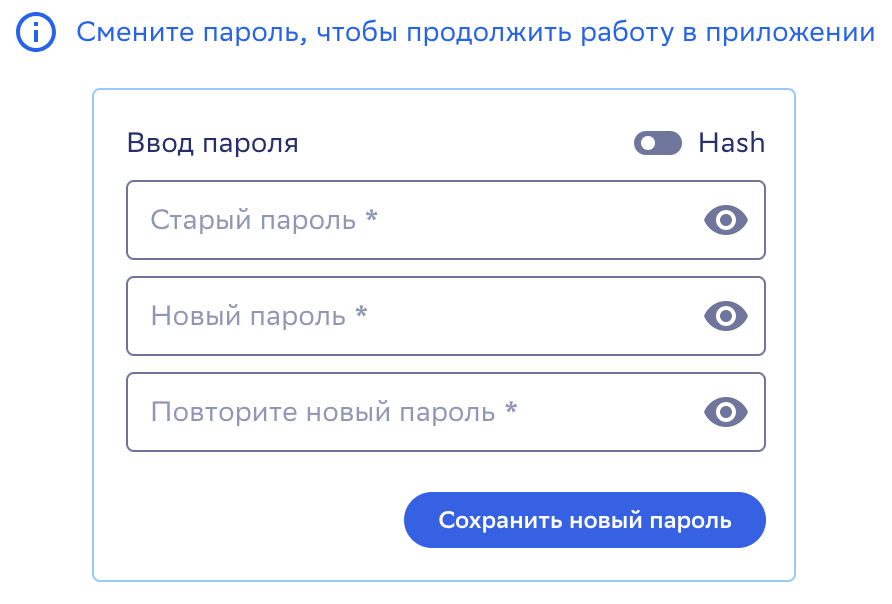 Смените пароль, чтобы продолжить работу в приложении
Ввод пароля Hash
Старый пароль *
Новый пароль *
Повторите новый пароль *
Сохранить новый пароль